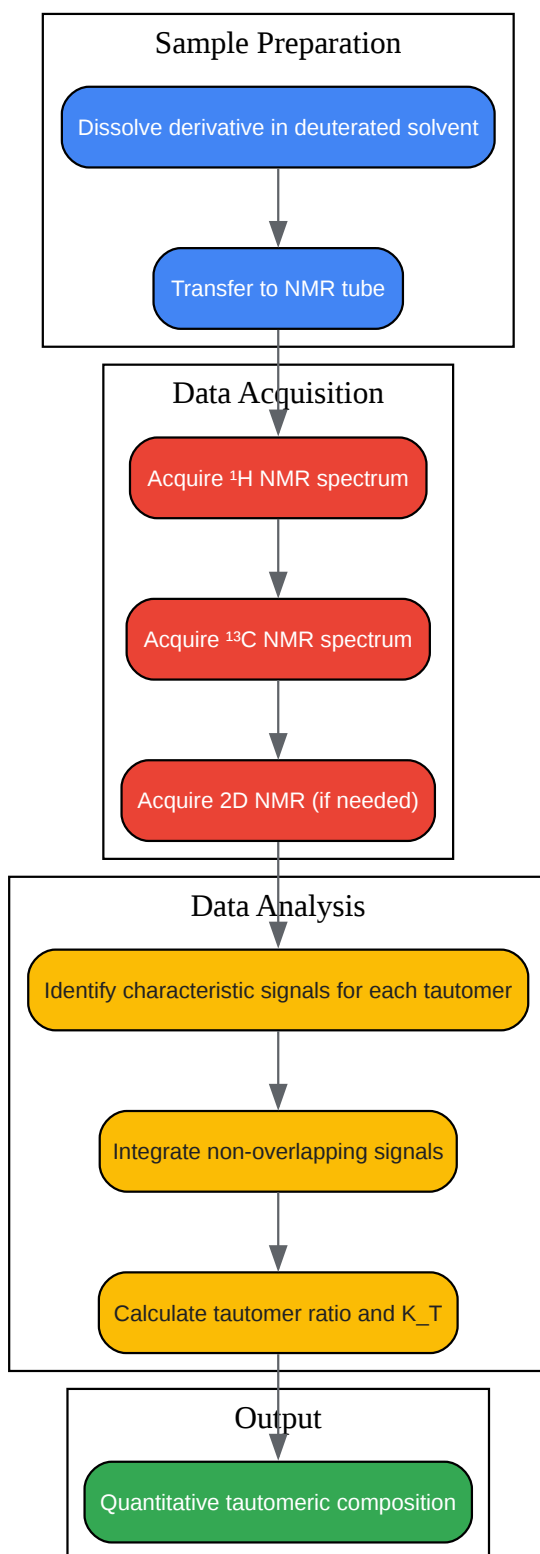 Sample Preparation
Dissolve derivative in deuterated solvent
Transfer to NMR tube
Data Acquisition
Acquire ¹H NMR spectrum
Acquire ¹³C NMR spectrum
Acquire 2D NMR (if needed)
Data Analysis
Identify characteristic signals for each tautomer
Integrate non-overlapping signals
Calculate tautomer ratio and K_T
Output
Quantitative tautomeric composition